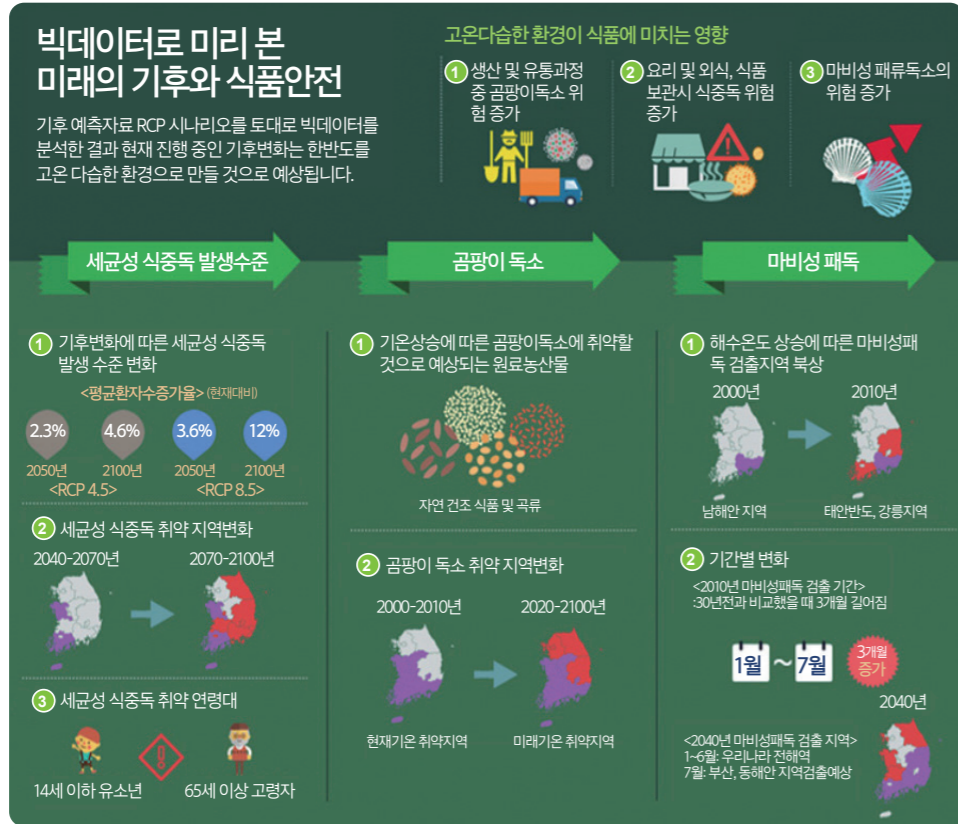 빅데이터로 미리 본
미래의 기후와 식품안전
기후 예측자료 RCP 시나리오를 토대로 빅데이터를
분석한 결과 현재 진행 중인 기후변화는 한반도를
고온 다습한 환경으로 만들 것으로 예상됩니다.
고온다습한 환경이 식품에 미치는 영향
1 생산 및 유통과정
중 곰팡이독소 위
험 증가
2 요리 및 외식, 식품
보관시 식중독 위험
증가
3 마비성 패류독소의
위험 증가
세균성 식중독 발생수준
1 기후변화에 따른 세균성 식중독
발생 수준 변화
<평균환자수증가율> (현재대비)
2.3% 4.6% 3.6% 12%
2050년 2100년 2050년 2100년
<RCP 4.5> <RCP 8.5>
2 세균성 식중독 취약 지역변화
2040-2070년 2070-2100년
3 세균성 식중독 취약 연령대
14세 이하 유소년 65세 이상 고령자
곰팡이 독소
1 기온상승에 따른 곰팡이독소에 취약할
것으로 예상되는 원료농산물
자연 건조 식품 및 곡류
2 곰팡이 독소 취약 지역변화
2000-2010년 2020-2100년
현재기온 취약지역 미래기온 취약지역
마비성 패독
1 해수온도 상승에 따른 마비성패
독 검출지역 북상
2000년 2010년
남해안 지역 태안반도, 강릉지역
2 기간별 변화
<2010년 마비성패독 검출 기간>
:30년전과 비교했을 때 3개월 길어짐
1월 ~ 7월 3개월
증가
2040년
<2040년 마비성패독 검출 지역>
1~6월: 우리나라 전해역
7월: 부산, 동해안 지역검출예상